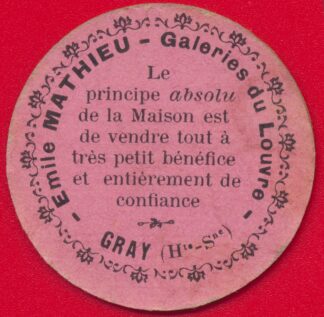 Emile MATHIEU - Galeries du Louvre -
Le
principe absolu
de la Maison est
de vendre tout à
très petit bénéfice
et entiérement de
confiance
GRAY (Hte-Sne)